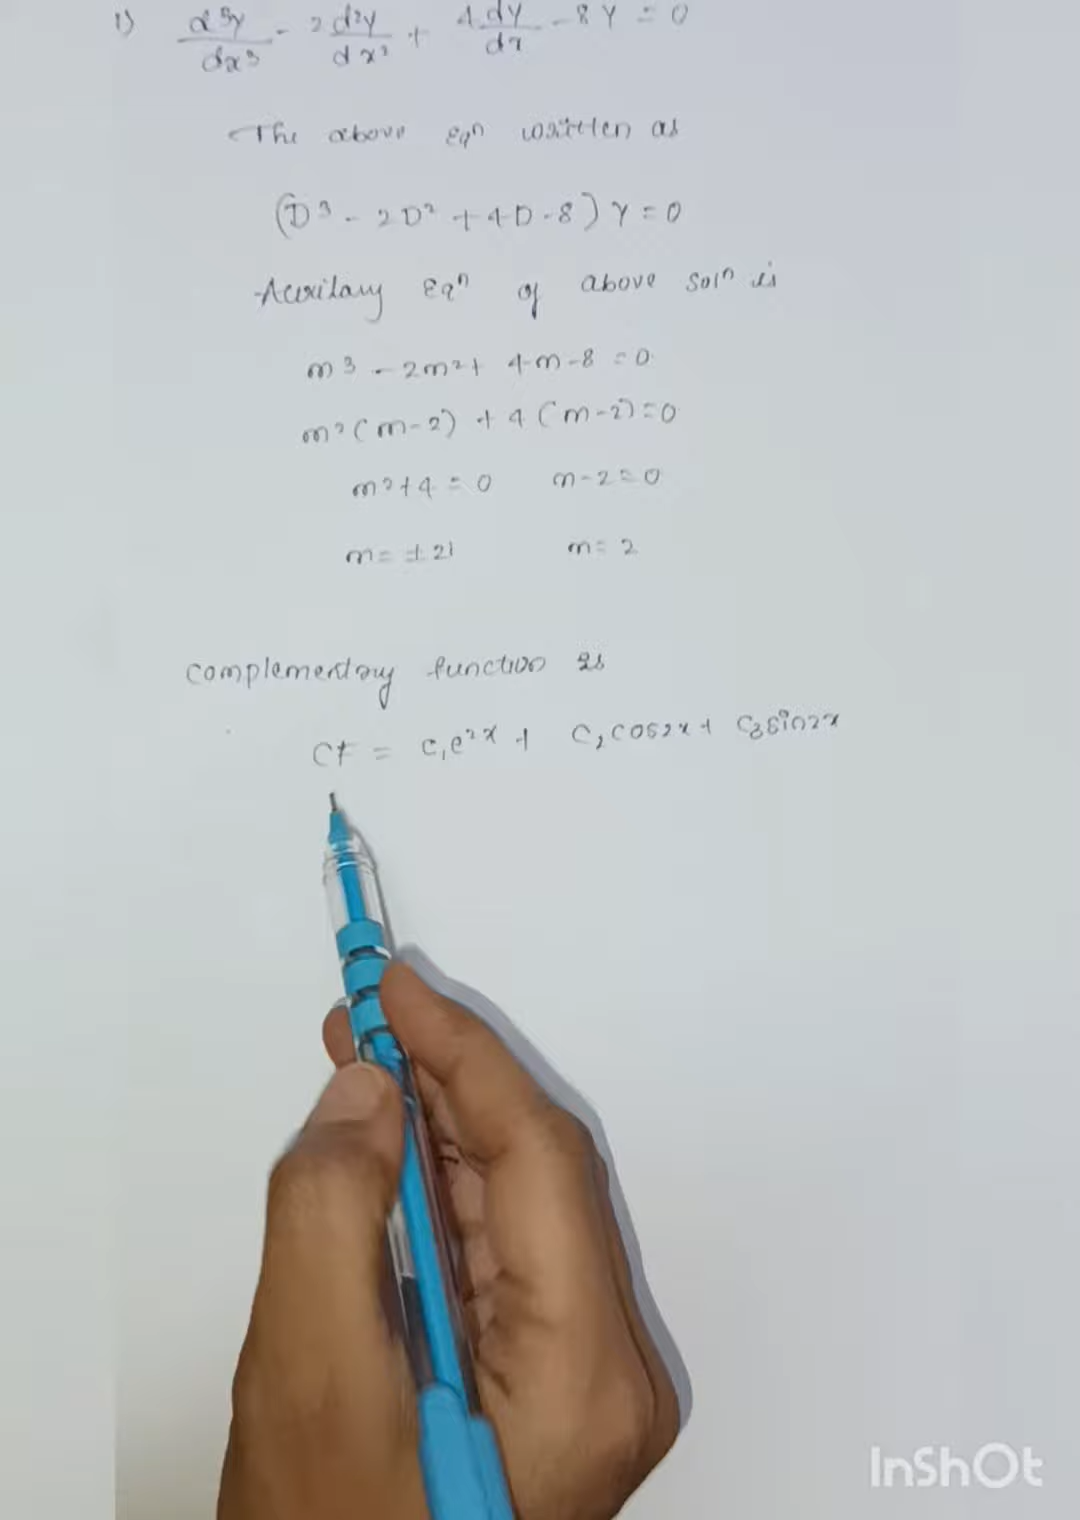 1) d³y/dx³ - 2 d²y/dx² + 4 dy/dx - 8y = 0
The above Eqn written as
(D³ - 2D² + 4D - 8) Y = 0
Auxilary Eqn of above soln is
m³ - 2m² + 4m - 8 = 0
m²(m-2) + 4(m-2) = 0
m²+4 = 0 m-2 = 0
m = ±2i m = 2
Complementary function is
CF = C₁e²ˣ + C₂cos2x + C₃sin2x
InShOt